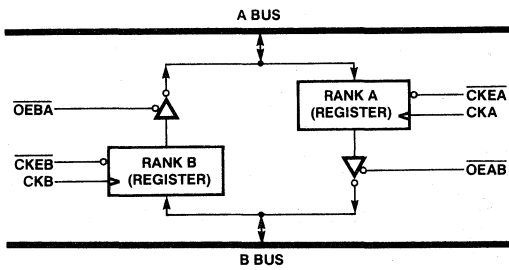 A BUS
OEBA
RANK A
(REGISTER)
CKEA
CKA
CKEB
CKB
RANK B
(REGISTER)
OEAB
B BUS